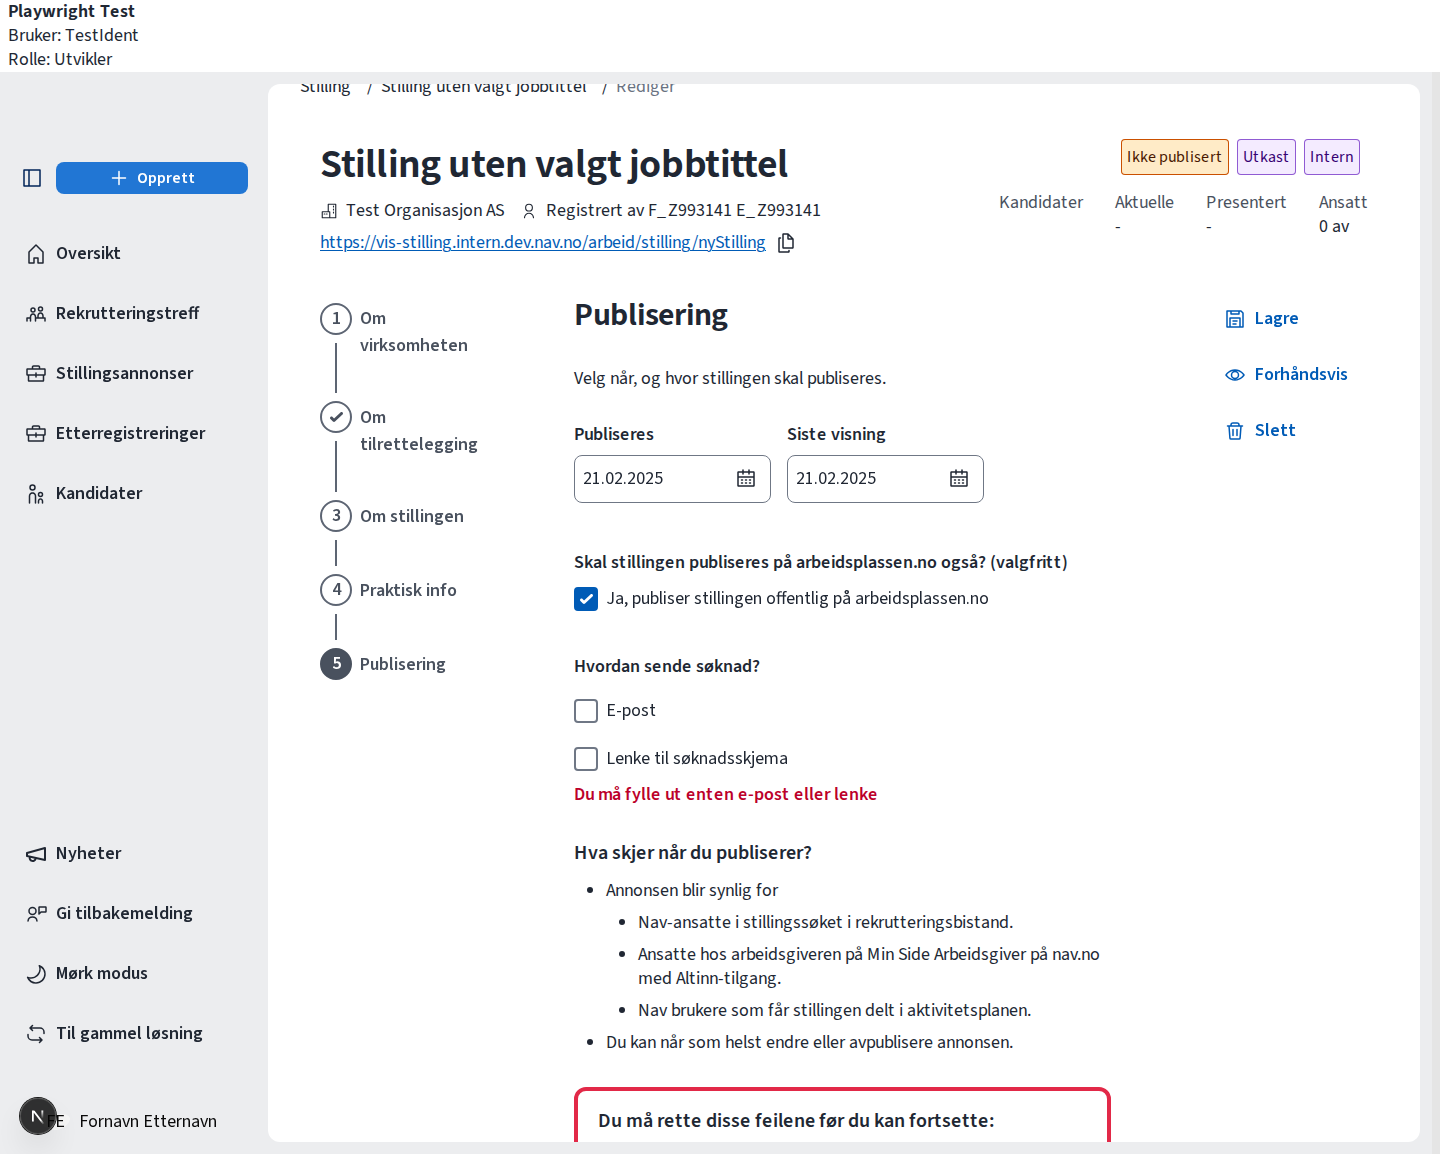 Playwright Test
Bruker: TestIdent
Rolle: Utvikler
Stilling / Stilling uten valgt jobbtittel / Rediger
Opprett
Oversikt
Rekrutteringstreff
Stillingsannonser
Etterregistreringer
Kandidater
Nyheter
Gi tilbakemelding
Mørk modus
Til gammel løsning
N
FE Fornavn Etternavn
Stilling uten valgt jobbtittel
Test Organisasjon AS Registrert av F_Z993141 E_Z993141
https://vis-stilling.intern.dev.nav.no/arbeid/stilling/nyStilling
Ikke publisert Utkast Intern
Kandidater Aktuelle Presentert Ansatt
- - 0 av
1 Om
virksomheten
Om
tilrettelegging
3 Om stillingen
4 Praktisk info
5 Publisering
Publisering
Velg når, og hvor stillingen skal publiseres.
Publiseres Siste visning
21.02.2025 21.02.2025
Skal stillingen publiseres på arbeidsplassen.no også? (valgfritt)
Ja, publiser stillingen offentlig på arbeidsplassen.no
Hvordan sende søknad?
E-post
Lenke til søknadsskjema
Du må fylle ut enten e-post eller lenke
Hva skjer når du publiserer?
• Annonsen blir synlig for
• Nav-ansatte i stillingssøket i rekrutteringsbistand.
• Ansatte hos arbeidsgiveren på Min Side Arbeidsgiver på nav.no
med Altinn-tilgang.
• Nav brukere som får stillingen delt i aktivitetsplanen.
• Du kan når som helst endre eller avpublisere annonsen.
Du må rette disse feilene før du kan fortsette:
Lagre
Forhåndsvis
Slett